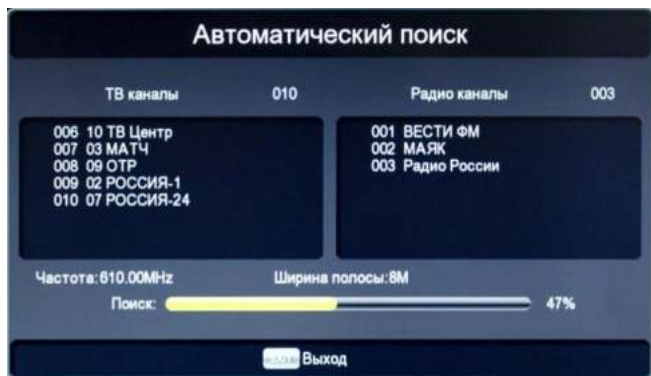 Автоматический поиск
ТВ каналы 010
Радио каналы 003
006 10 ТВ Центр
007 03 МАТЧ
008 09 ОТР
009 02 РОССИЯ-1
010 07 РОССИЯ-24
001 ВЕСТИ ФМ
002 МАЯК
003 Радио России
Частота:610.00MHz Ширина полосы:8M
Поиск: 47%
Выход